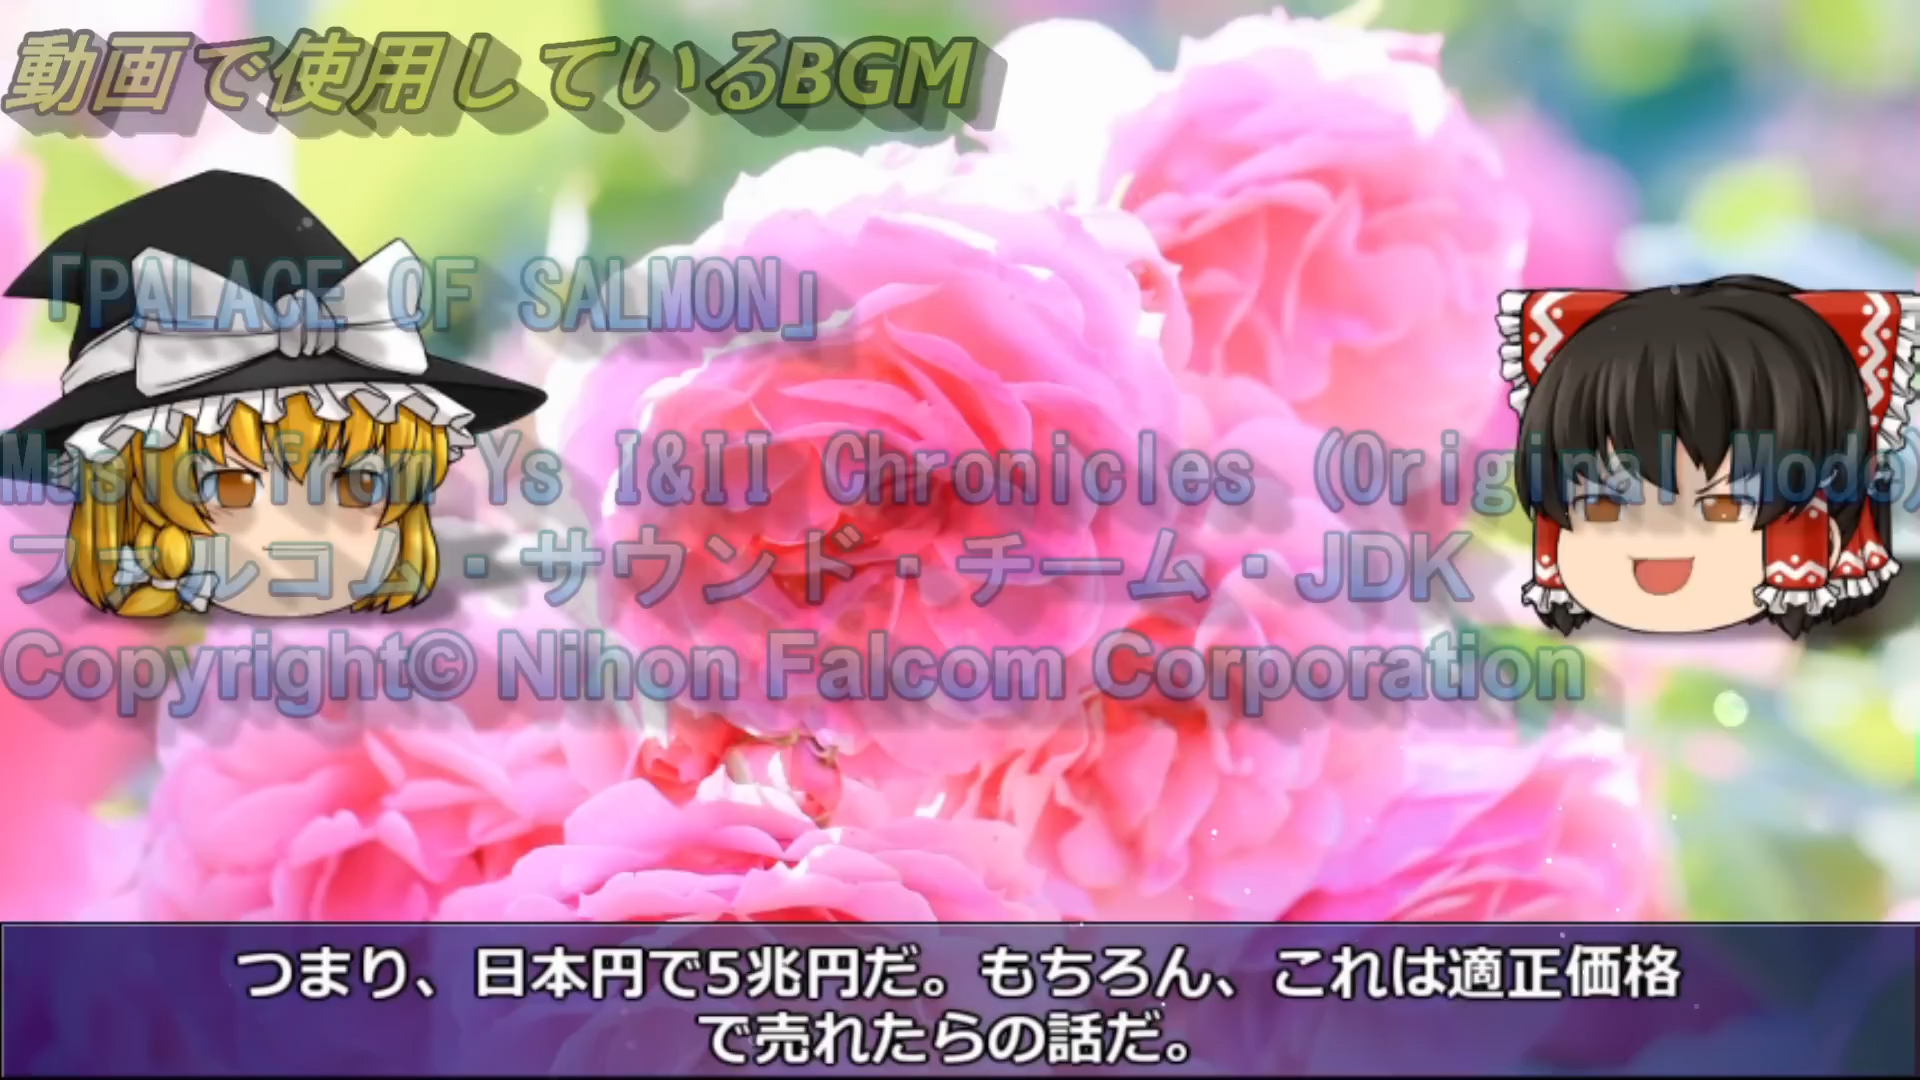 動画で使用しているBGM
「PALACE OF SALMON」
Music from Ys I&II Chronicles (Original Mode)
ファルコム・サウンド・チーム・JDK
Copyright© Nihon Falcom Corporation
つまり、日本円で5兆円だ。もちろん、これは適正価格
で売れたらの話だ。